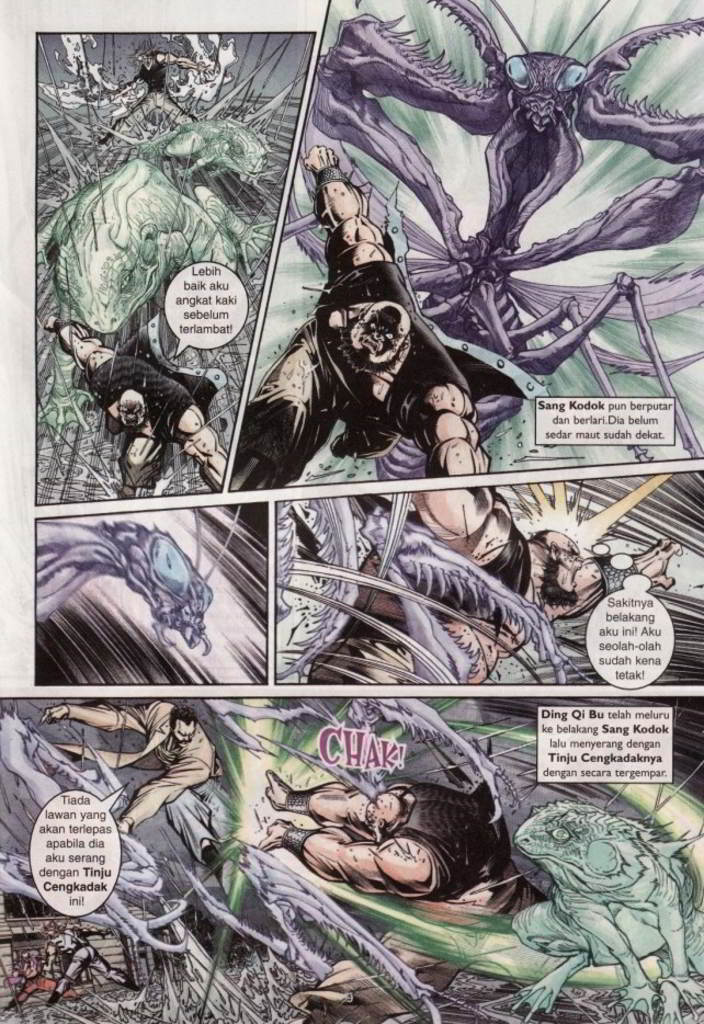 Lebih
baik aku
angkat kaki
sebelum
terlambat!
Sang Kodok pun berputar
dan berlari.Dia belum
sedar maut sudah dekat.
Sakitnya
belakang
aku ini! Aku
seolah-olah
sudah kena
tetak!
Ding Qi Bu telah meluru
ke belakang Sang Kodok
lalu menyerang dengan
Tinju Cengkadaknya
dengan secara tergempar.
CHAK!
Tiada
lawan yang
akan terlepas
apabila dia
aku serang
dengan Tinju
Cengkadak
ini!